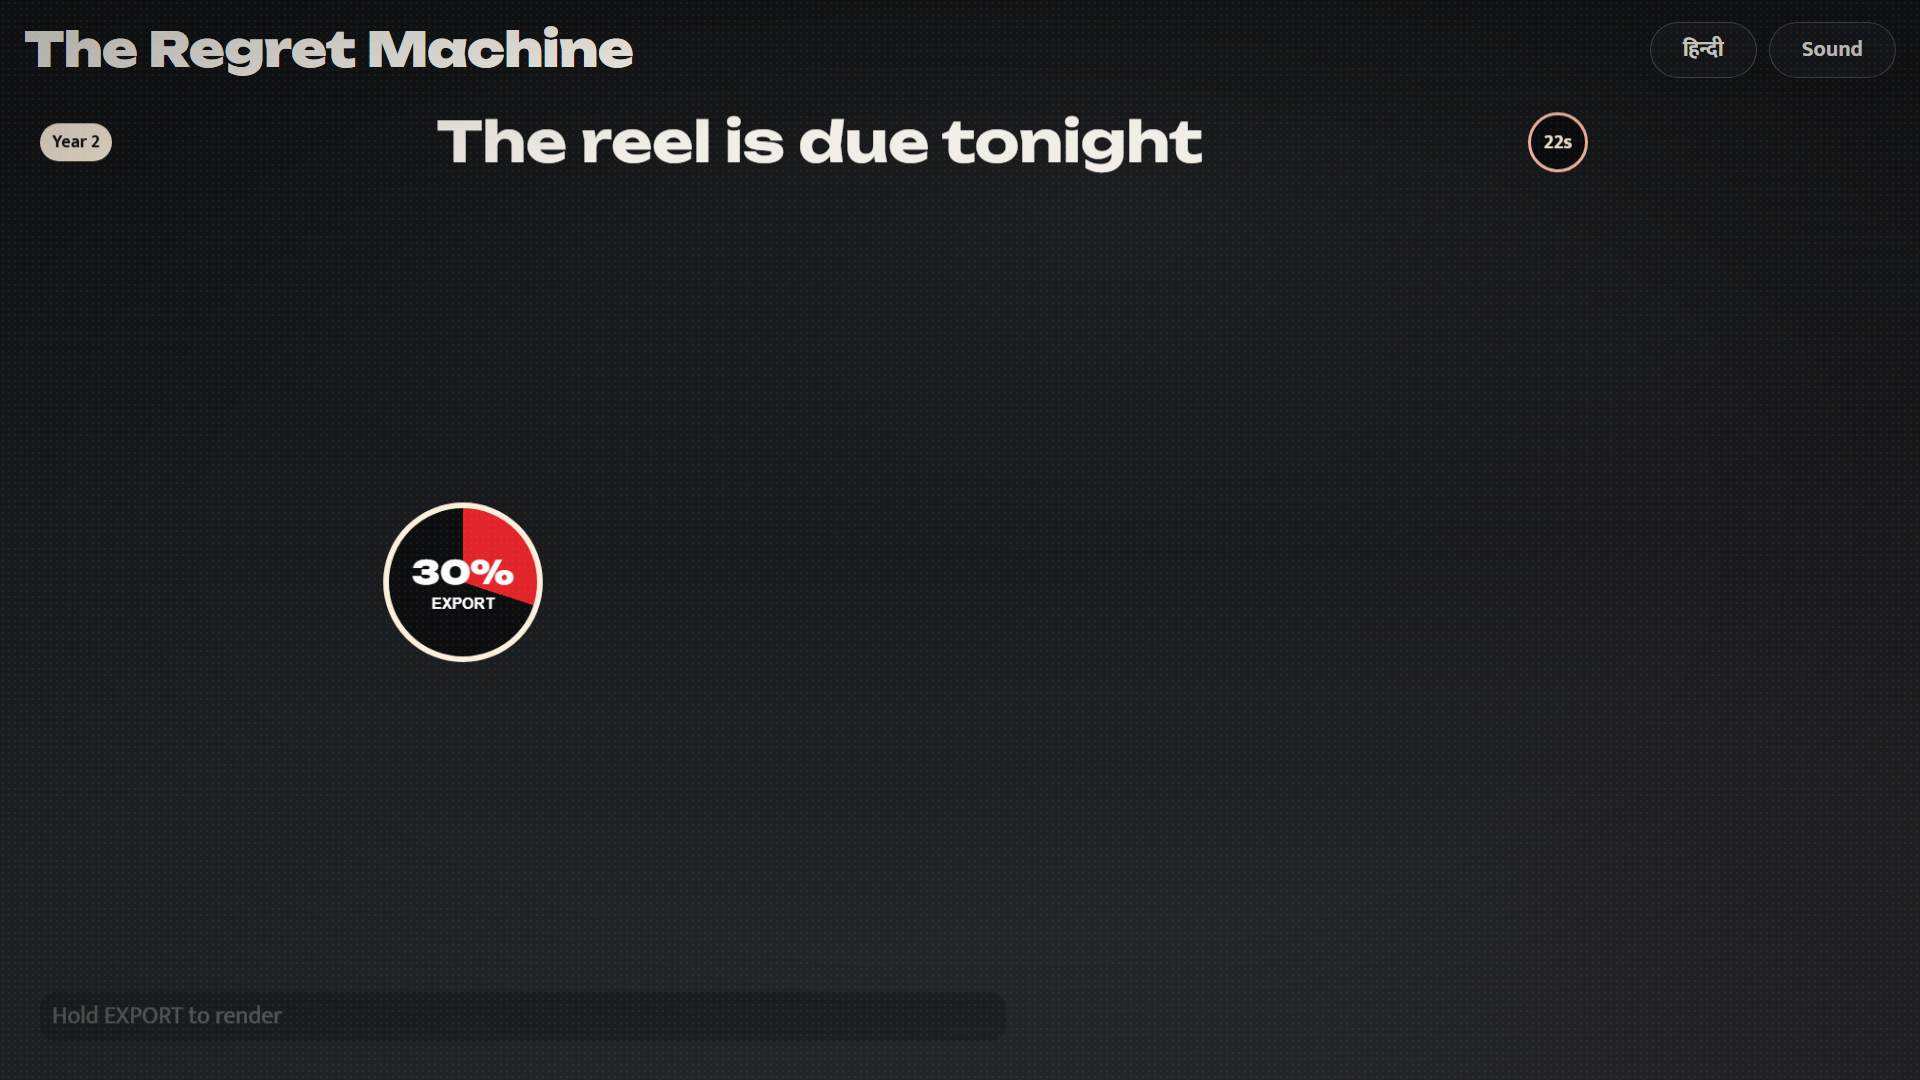 The Regret Machine
हिन्दी
Sound
Year 2
The reel is due tonight
22s
30%
EXPORT
Hold EXPORT to render